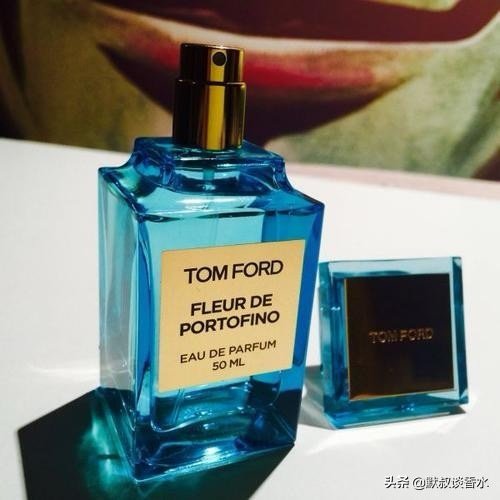 TOM FORD
FLEUR DE
PORTOFINO
EAU DE PARFUM
50 ML
TOM FORD
头条 @默叔谈香水